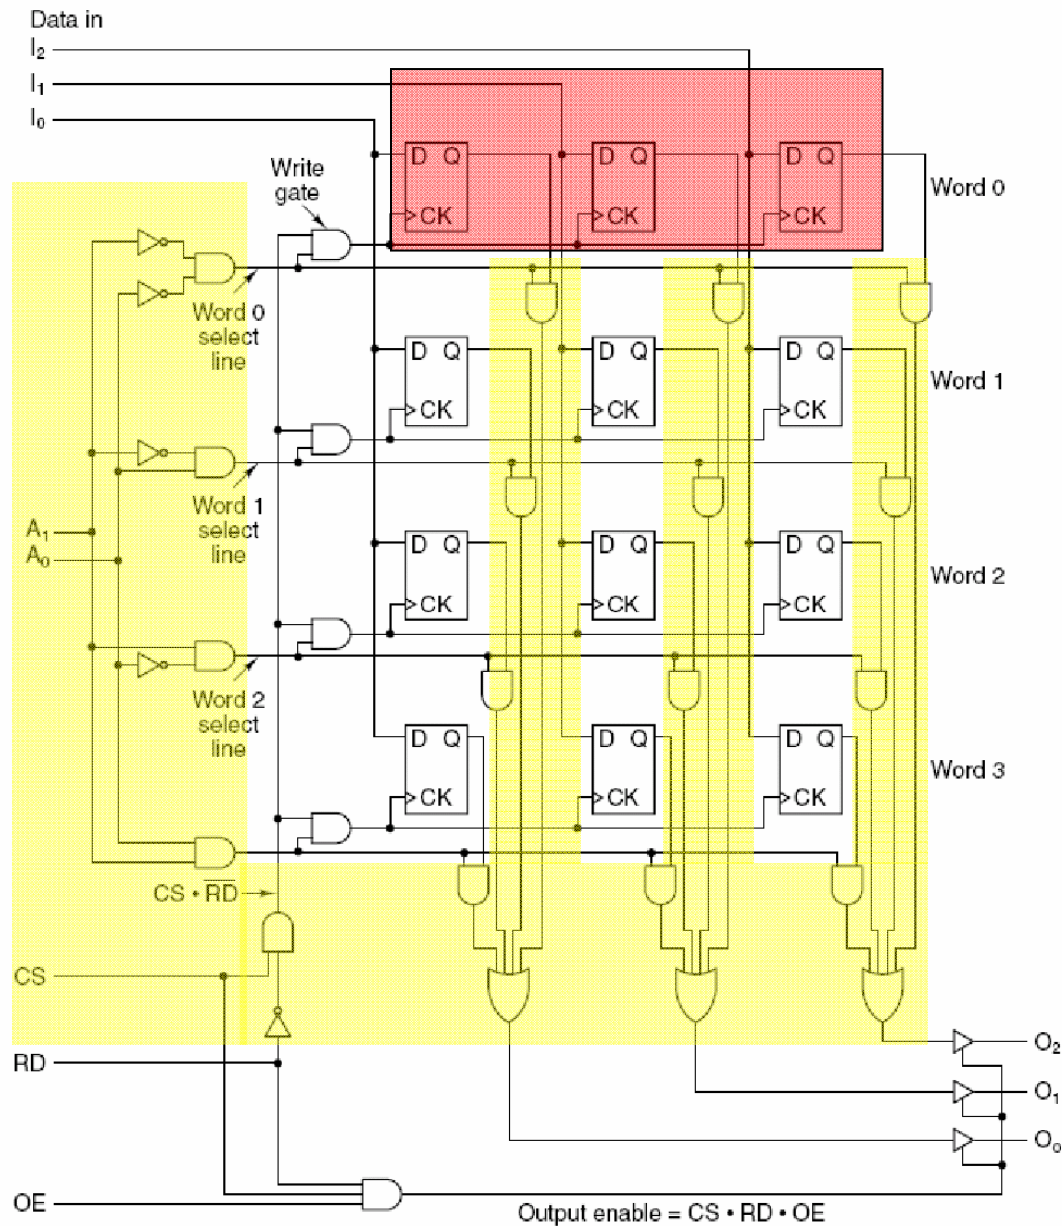 Data in
I2
I1
I0
Write
gate
D Q
CK
D Q
CK
D Q
CK
Word 0
Word 0
select
line
D Q
CK
D Q
CK
D Q
CK
Word 1
Word 1
select
line
A1
A0
D Q
CK
D Q
CK
D Q
CK
Word 2
Word 2
select
line
D Q
CK
D Q
CK
D Q
CK
Word 3
CS • R̅D̅
CS
RD
O2
O1
O0
OE
Output enable = CS • RD • OE